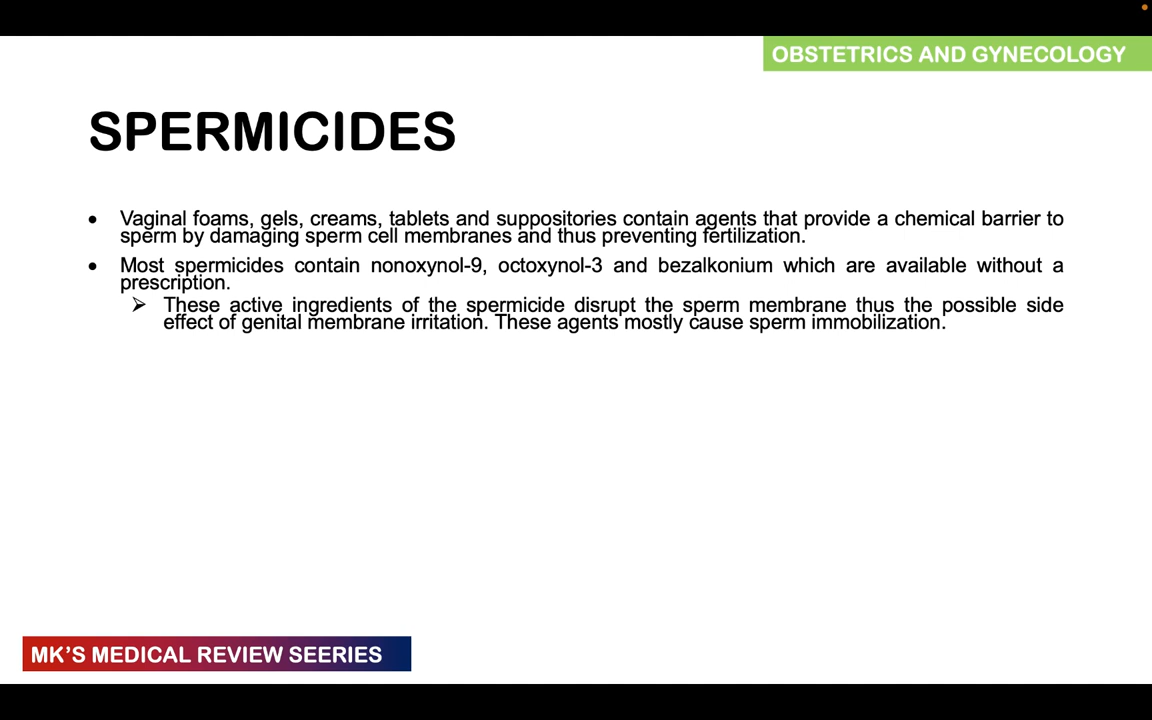 OBSTETRICS AND GYNECOLOGY
SPERMICIDES
• Vaginal foams, gels, creams, tablets and suppositories contain agents that provide a chemical barrier to
sperm by damaging sperm cell membranes and thus preventing fertilization.
• Most spermicides contain nonoxynol-9, octoxynol-3 and bezalkonium which are available without a
prescription.
➢ These active ingredients of the spermicide disrupt the sperm membrane thus the possible side
effect of genital membrane irritation. These agents mostly cause sperm immobilization.
MK'S MEDICAL REVIEW SEERIES